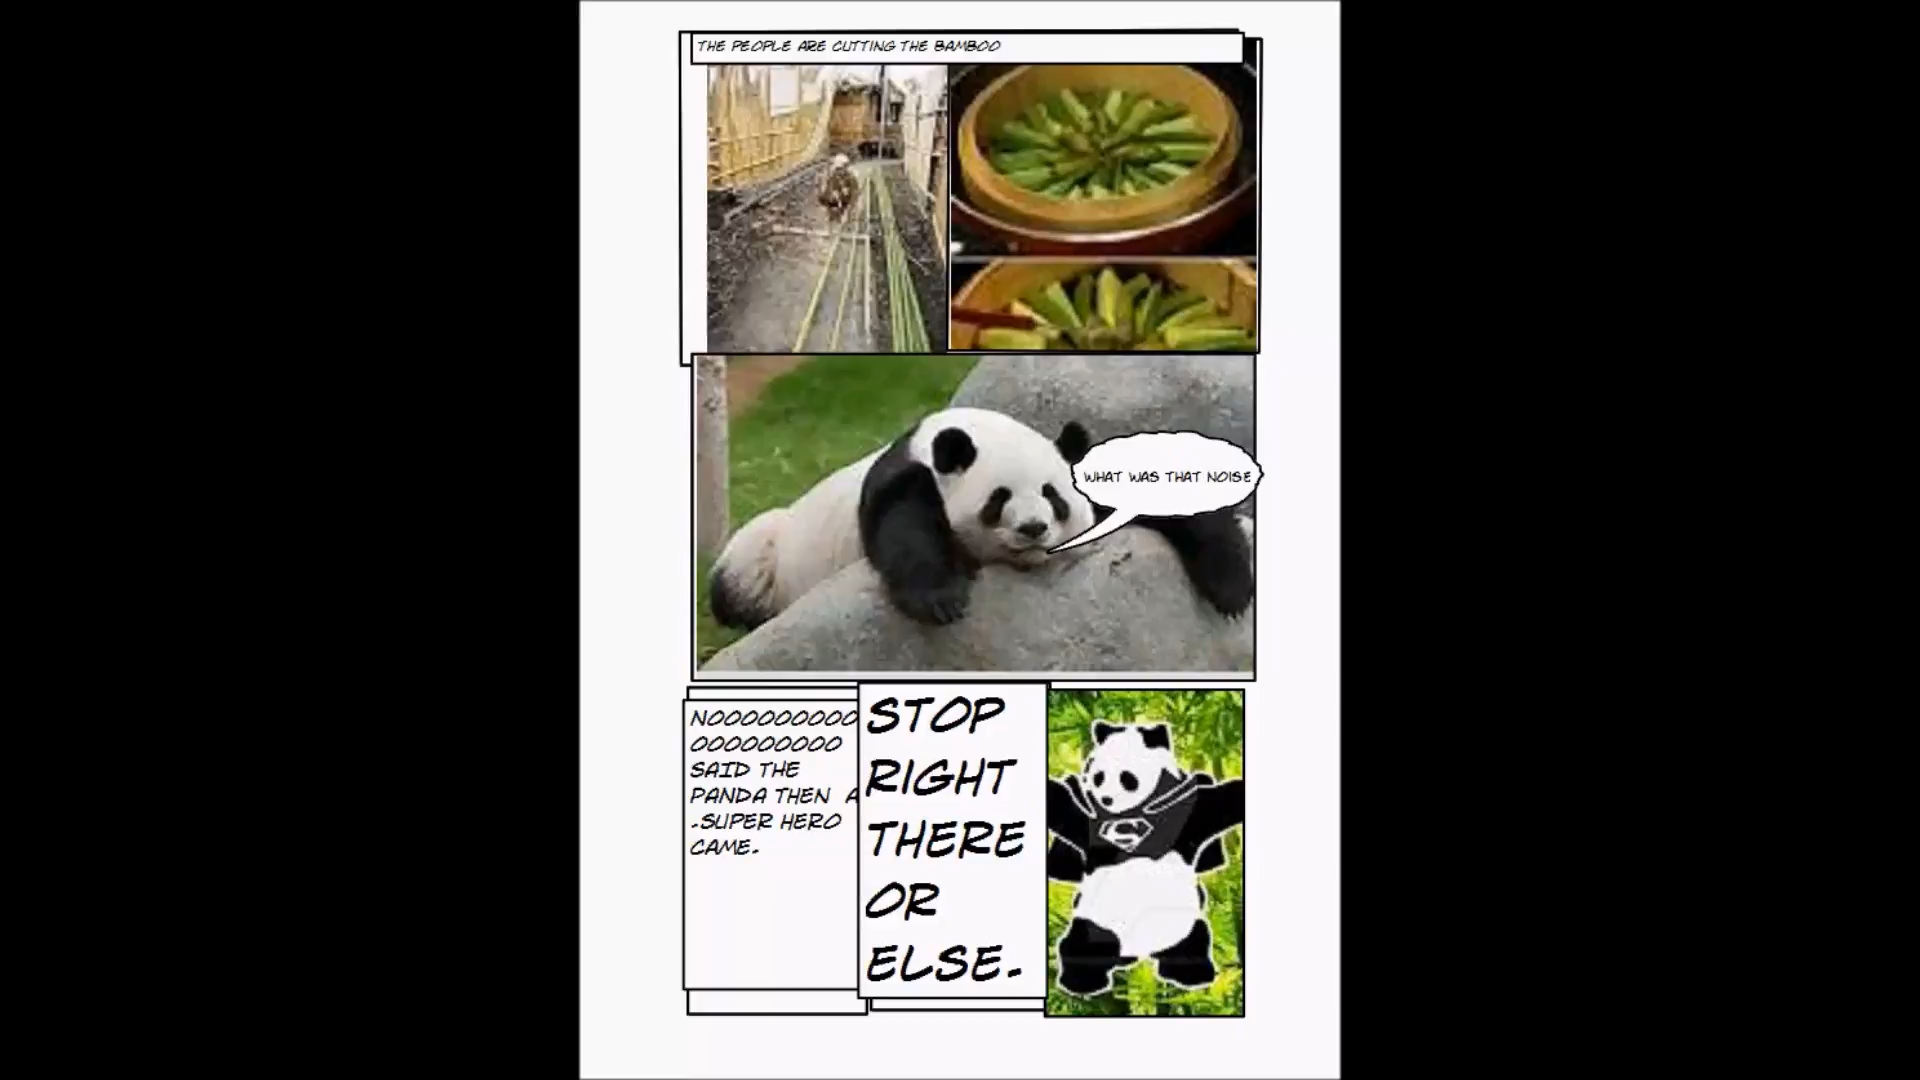 THE PEOPLE ARE CUTTING THE BAMBOO
WHAT WAS THAT NOISE
NOOOOOOOOO
OOOOOOOOO
SAID THE
PANDA THEN A
.SUPER HERO
CAME.
STOP
RIGHT
THERE
OR
ELSE.
S